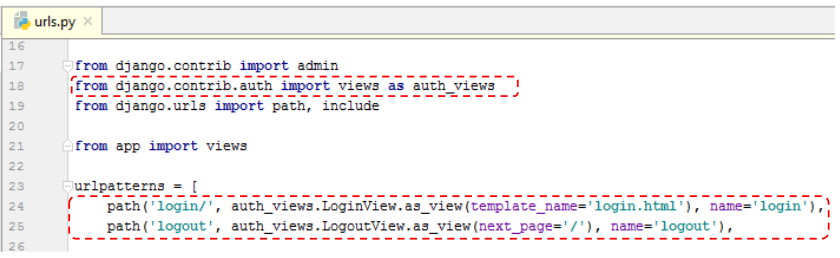 urls.py
16
17 from django.contrib import admin
18 from django.contrib.auth import views as auth_views
19 from django.urls import path, include
20
21 from app import views
22
23 urlpatterns = [
24 path('login/', auth_views.LoginView.as_view(template_name='login.html'), name='login'),
25 path('logout', auth_views.LogoutView.as_view(next_page='/'), name='logout'),
26